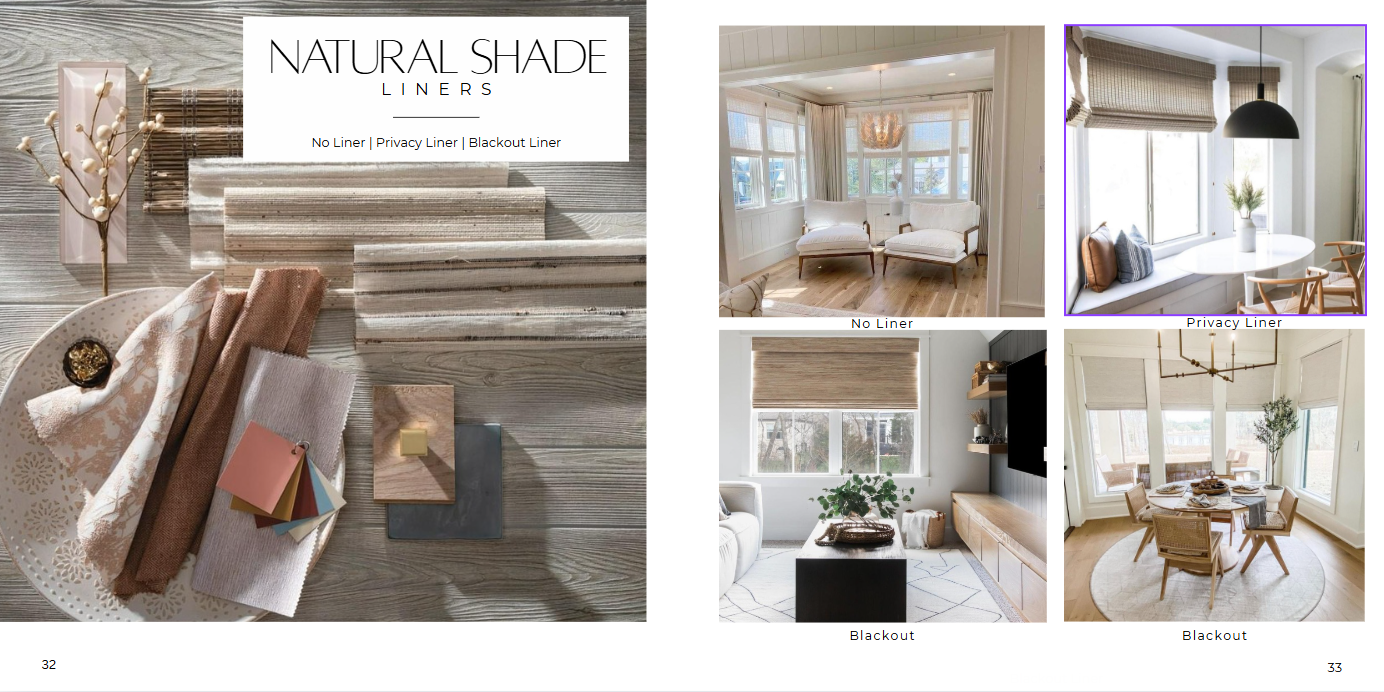 NATURAL SHADE
LINERS
No Liner | Privacy Liner | Blackout Liner
No Liner
Privacy Liner
Blackout
Blackout
32
33